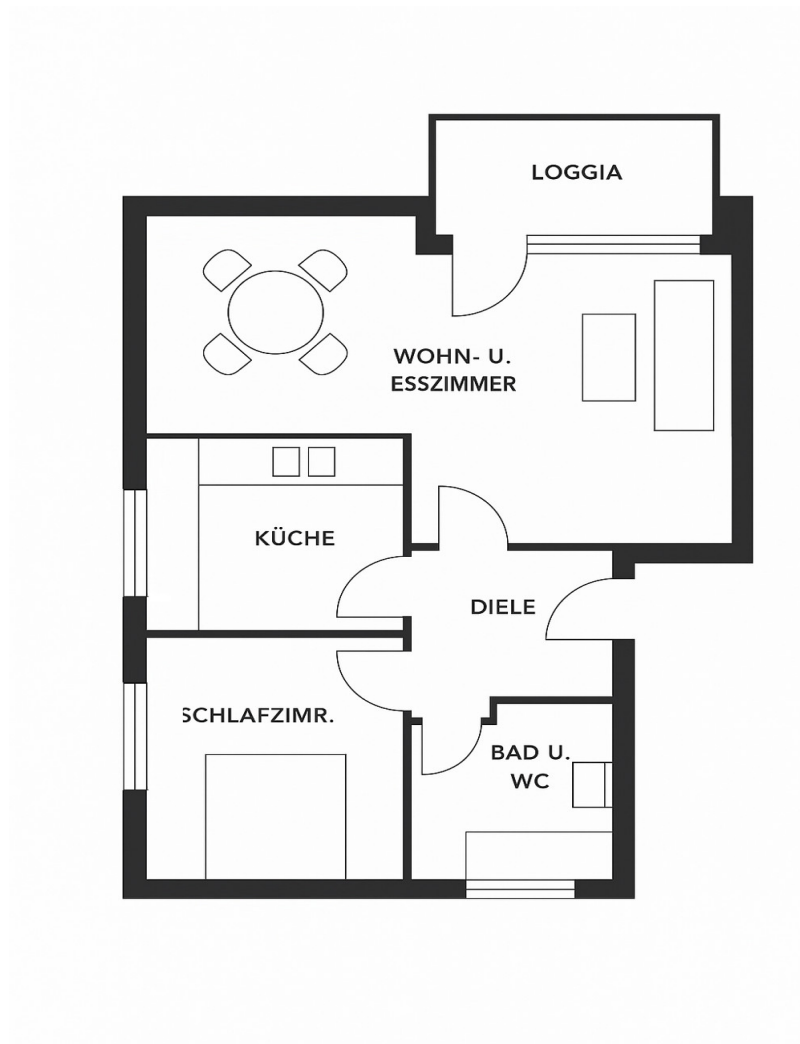 LOGGIA
WOHN- U.
ESSZIMMER
KÜCHE
DIELE
SCHLAFZIMR.
BAD U.
WC